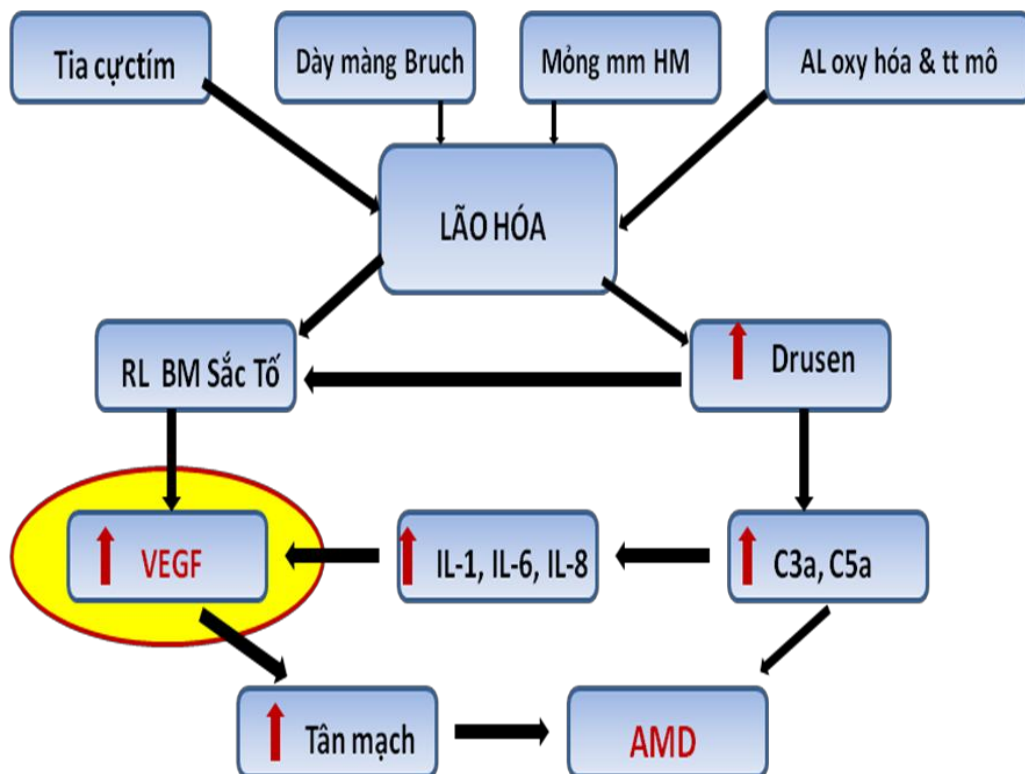 Tia cựctím
Dày màng Bruch
Mỏng mm HM
AL oxy hóa & tt mô
LÃO HÓA
RL BM Sắc Tố
Drusen
VEGF
IL-1, IL-6, IL-8
C3a, C5a
Tân mạch
AMD